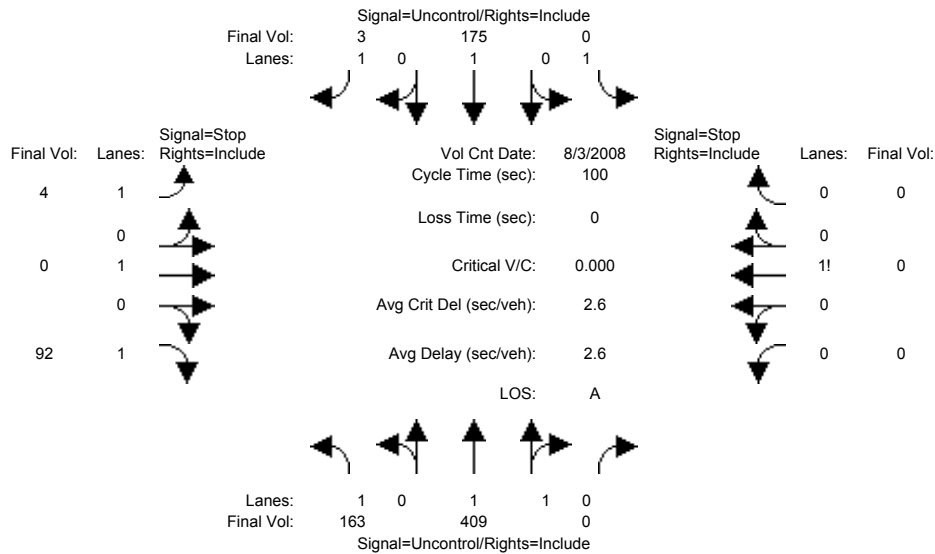 Signal=Uncontrol/Rights=Include
Final Vol: 3 175 0
Lanes: 1 0 1 0 1
Signal=Stop Signal=Stop
Final Vol: Lanes: Rights=Include Vol Cnt Date: 8/3/2008 Rights=Include Lanes: Final Vol:
Cycle Time (sec): 100
4 1 0 0
Loss Time (sec): 0
0 0
0 1 Critical V/C: 0.000 1! 0
0 Avg Crit Del (sec/veh): 2.6 0
92 1 Avg Delay (sec/veh): 2.6 0 0
LOS: A
Lanes: 1 0 1 1 0
Final Vol: 163 409 0
Signal=Uncontrol/Rights=Include